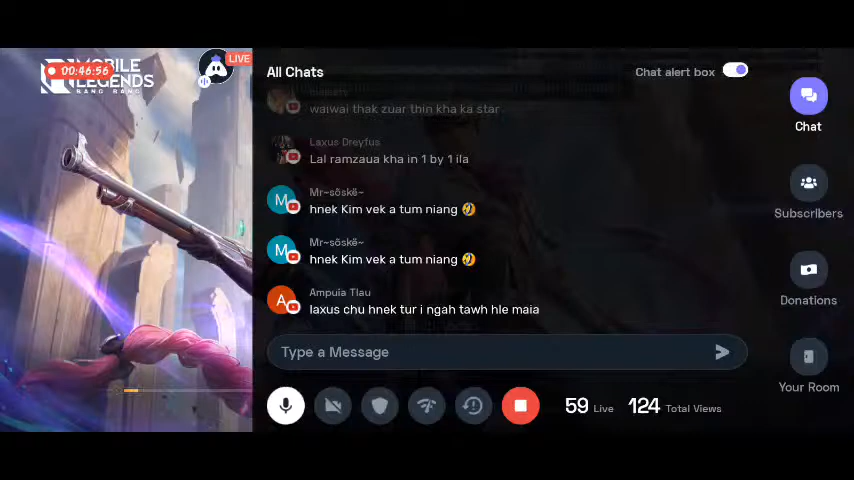 00:46:56
MOBILE
LEGENDS
BANG BANG
LIVE
All Chats
Chat alert box
waiwai thak zuar thin kha ka star
Laxus Dreyfus
Lal ramzaua kha in 1 by 1 ila
Mr~sôskë~
hnek Kim vek a tum niang 🤣
Mr~sôskë~
hnek Kim vek a tum niang 🤣
Ampuia Tlau
laxus chu hnek tur i ngah tawh hle maia
Type a Message
59 Live 124 Total Views
Chat
Subscribers
Donations
Your Room